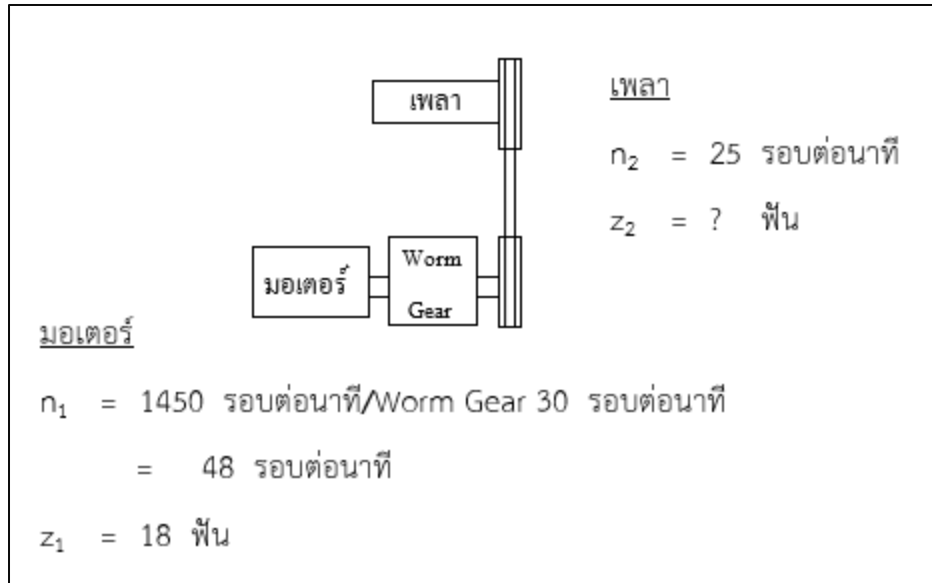 เพลา
เพลา
n₂ = 25 รอบต่อนาที
z₂ = ? ฟัน
Worm
Gear
มอเตอร์
มอเตอร์
n₁ = 1450 รอบต่อนาที/Worm Gear 30 รอบต่อนาที
= 48 รอบต่อนาที
z₁ = 18 ฟัน